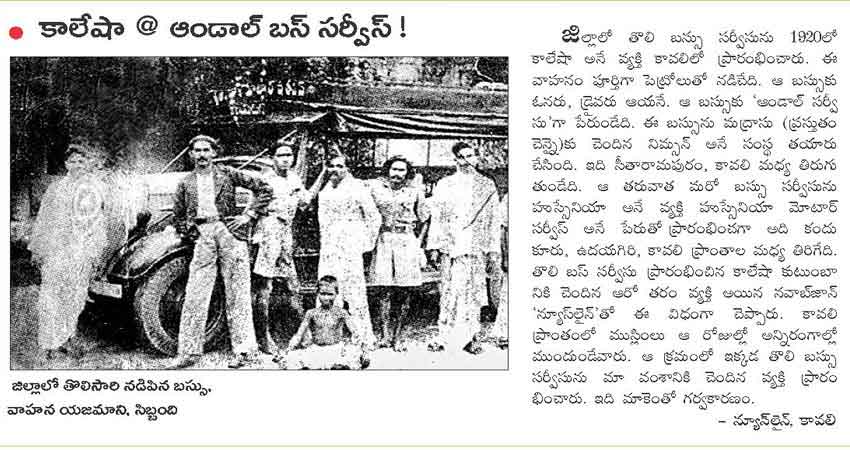 కాలేషా @ ఆండాల్ బస్ సర్వీస్ !
జిల్లాలో తొలి బస్సు సర్వీసును 1920లో
కాలేషా అనే వ్యక్తి కావలిలో ప్రారంభించారు. ఈ
వాహనం పూర్తిగా పెట్రోలుతో నడిచేది. ఆ బస్సుకు
ఓనరు, డ్రైవరు ఆయనే. ఆ బస్సుకు ‘ఆండాల్ సర్వీ
సు’గా పేరుండేది. ఈ బస్సును మద్రాసు (ప్రస్తుతం
చెన్నై)కు చెందిన నిమ్సన్ అనే సంస్థ తయారు
చేసింది. ఇది సీతారామపురం, కావలి మధ్య తిరుగు
తుండేది. ఆ తరువాత మరో బస్సు సర్వీసును
హుస్సేనియా అనే వ్యక్తి హుస్సేనియా మోటార్
సర్వీస్ అనే పేరుతో ప్రారంభించగా అది కందు
కూరు, ఉదయగిరి, కావలి ప్రాంతాల మధ్య తిరిగేది.
తొలి బస్ సర్వీసు ప్రారంభించిన కాలేషా కుటుంబా
నికి చెందిన ఆరో తరం వ్యక్తి అయిన నవాబ్‌జాన్
‘న్యూస్‌లైన్’తో ఈ విధంగా చెప్పారు. కావలి
ప్రాంతంలో ముస్లింలు ఆ రోజుల్లో అన్నిరంగాల్లో
ముందుండేవారు. ఆ క్రమంలో ఇక్కడ తొలి బస్సు
సర్వీసును మా వంశానికి చెందిన వ్యక్తి ప్రారం
భించారు. ఇది మాకెంతో గర్వకారణం.
– న్యూస్‌లైన్, కావలి
జిల్లాలో తొలిసారి నడిపిన బస్సు,
వాహన యజమాని, సిబ్బంది